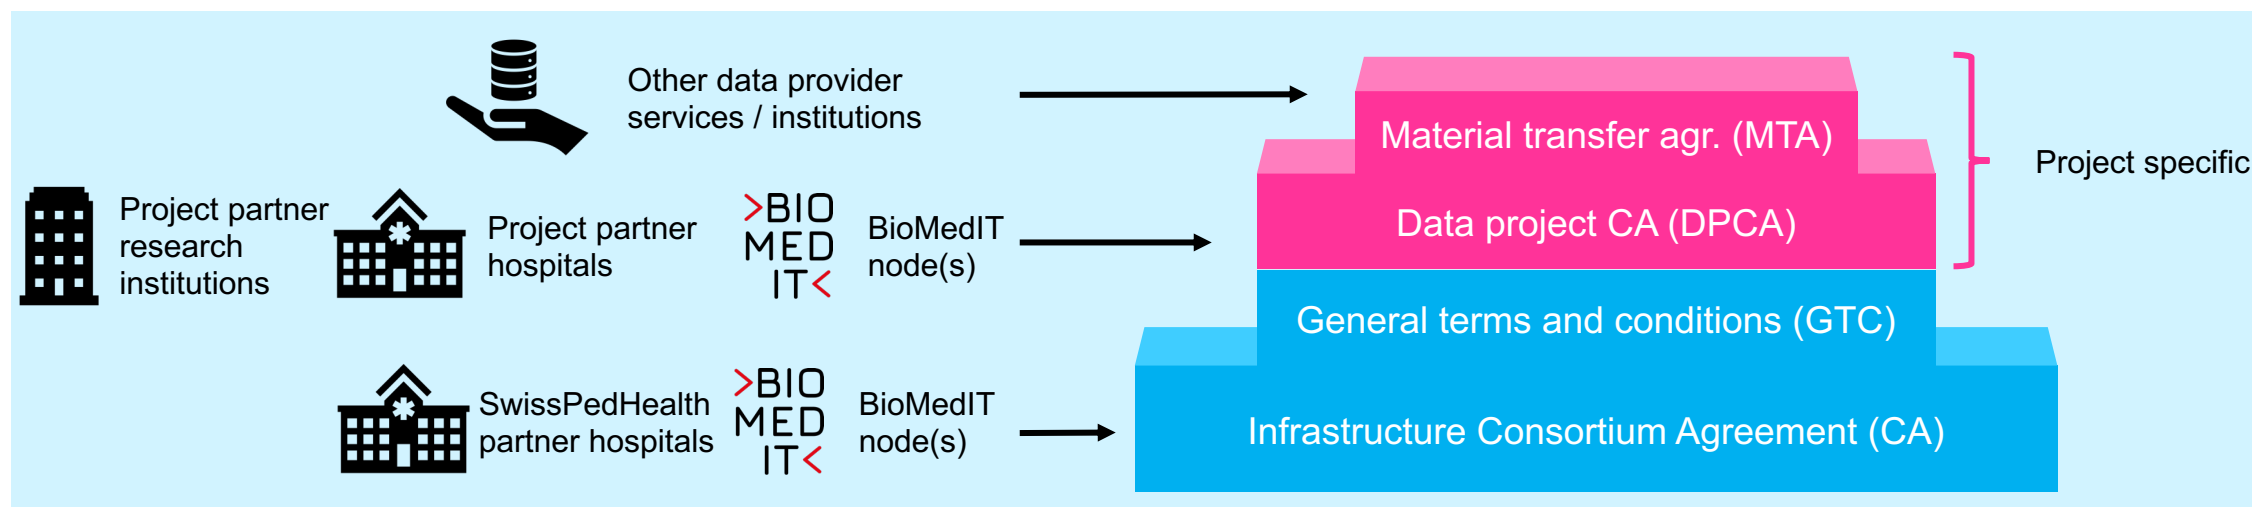 Other data provider
services / institutions
Material transfer agr. (MTA)
Project specific
Project partner
research
institutions
Project partner
hospitals
>BIO
MED
IT<
BioMedIT
node(s)
Data project CA (DPCA)
General terms and conditions (GTC)
SwissPedHealth
partner hospitals
>BIO
MED
IT<
BioMedIT
node(s)
Infrastructure Consortium Agreement (CA)